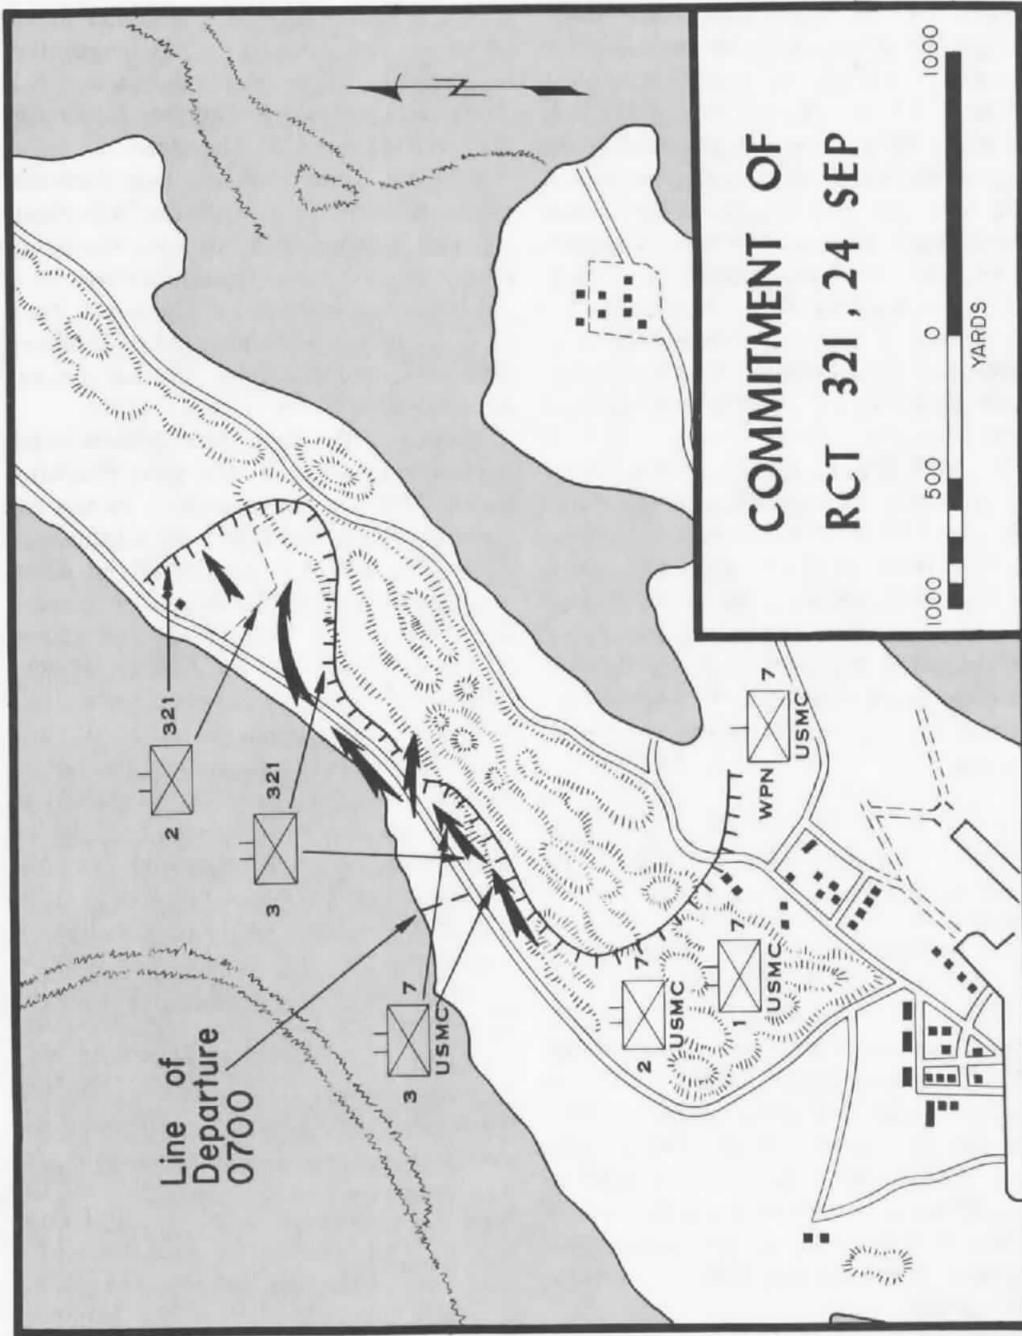 COMMITMENT OF
RCT 321, 24 SEP
1000 500 0 1000
YARDS
N
Line of
Departure
0700
2 321
3 321
3 7
USMC
2 7
USMC
1 7
USMC
WPN 7
USMC